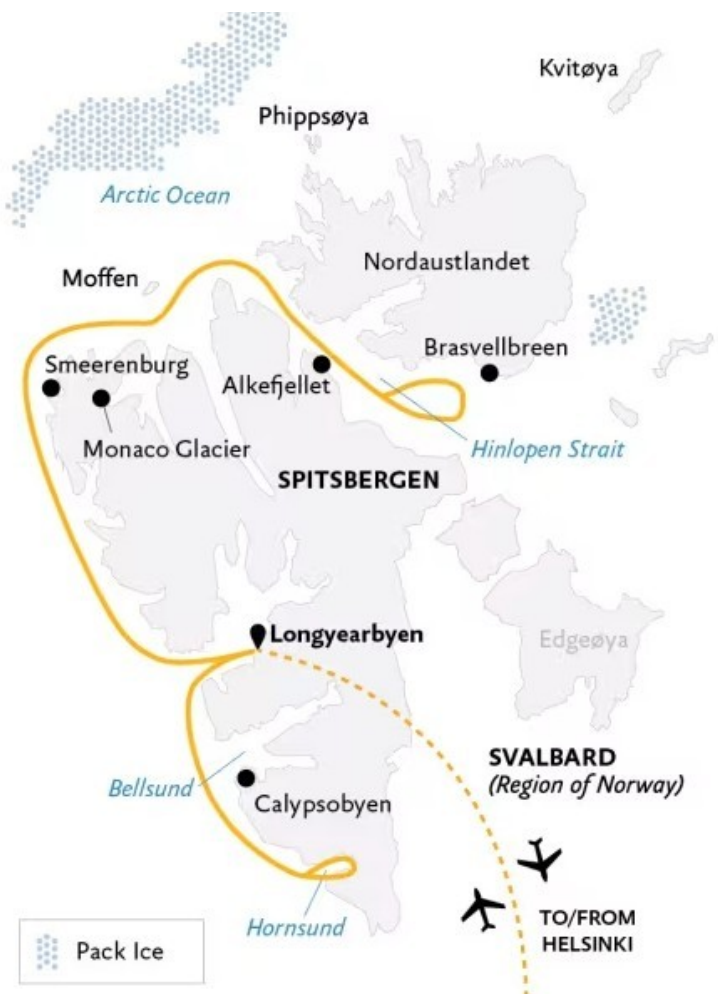 Kvitøya
Phippsøya
Arctic Ocean
Nordaustlandet
Moffen
Brasvellbreen
Smeerenburg
Alkefjellet
Monaco Glacier
Hinlopen Strait
SPITSBERGEN
Longyearbyen
Edgeøya
SVALBARD
(Region of Norway)
Bellsund
Calypsobyen
Hornsund
TO/FROM
HELSINKI
Pack Ice